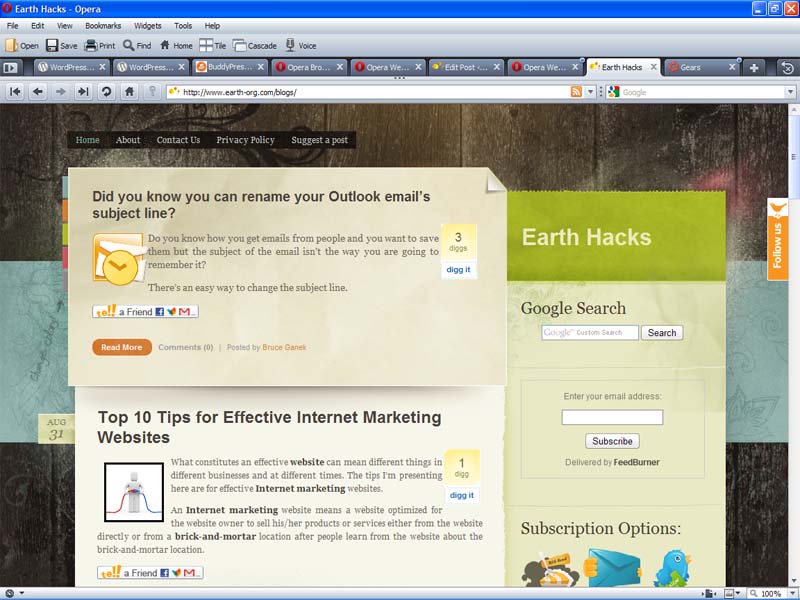 Earth Hacks - Opera
File Edit View Bookmarks Widgets Tools Help
Open Save Print Find Home Tile Cascade Voice
WordPress... WordPress... BuddyPres... Opera Bro... Opera We... Edit Post ‹... Opera We... Earth Hacks Gears
http://www.earth-org.com/blogs/ Google
Home About Contact Us Privacy Policy Suggest a post
Did you know you can rename your Outlook email's
subject line?
Do you know how you get emails from people and you want to save
them but the subject of the email isn't the way you are going to
remember it?
There's an easy way to change the subject line.
3
diggs
digg it
tell! a Friend
Read More Comments (0) | Posted by Bruce Ganek
AUG
31
Top 10 Tips for Effective Internet Marketing
Websites
What constitutes an effective website can mean different things in
different businesses and at different times. The tips I'm presenting
here are for effective Internet marketing websites.
An Internet marketing website means a website optimized for
the website owner to sell his/her products or services either from the website
directly or from a brick-and-mortar location after people learn from the website about the
brick-and-mortar location.
1
digg
digg it
tell! a Friend
Earth Hacks
Google Search
Google™ Custom Search Search
Enter your email address:
Subscribe
Delivered by FeedBurner
Subscription Options:
Follow us
100%